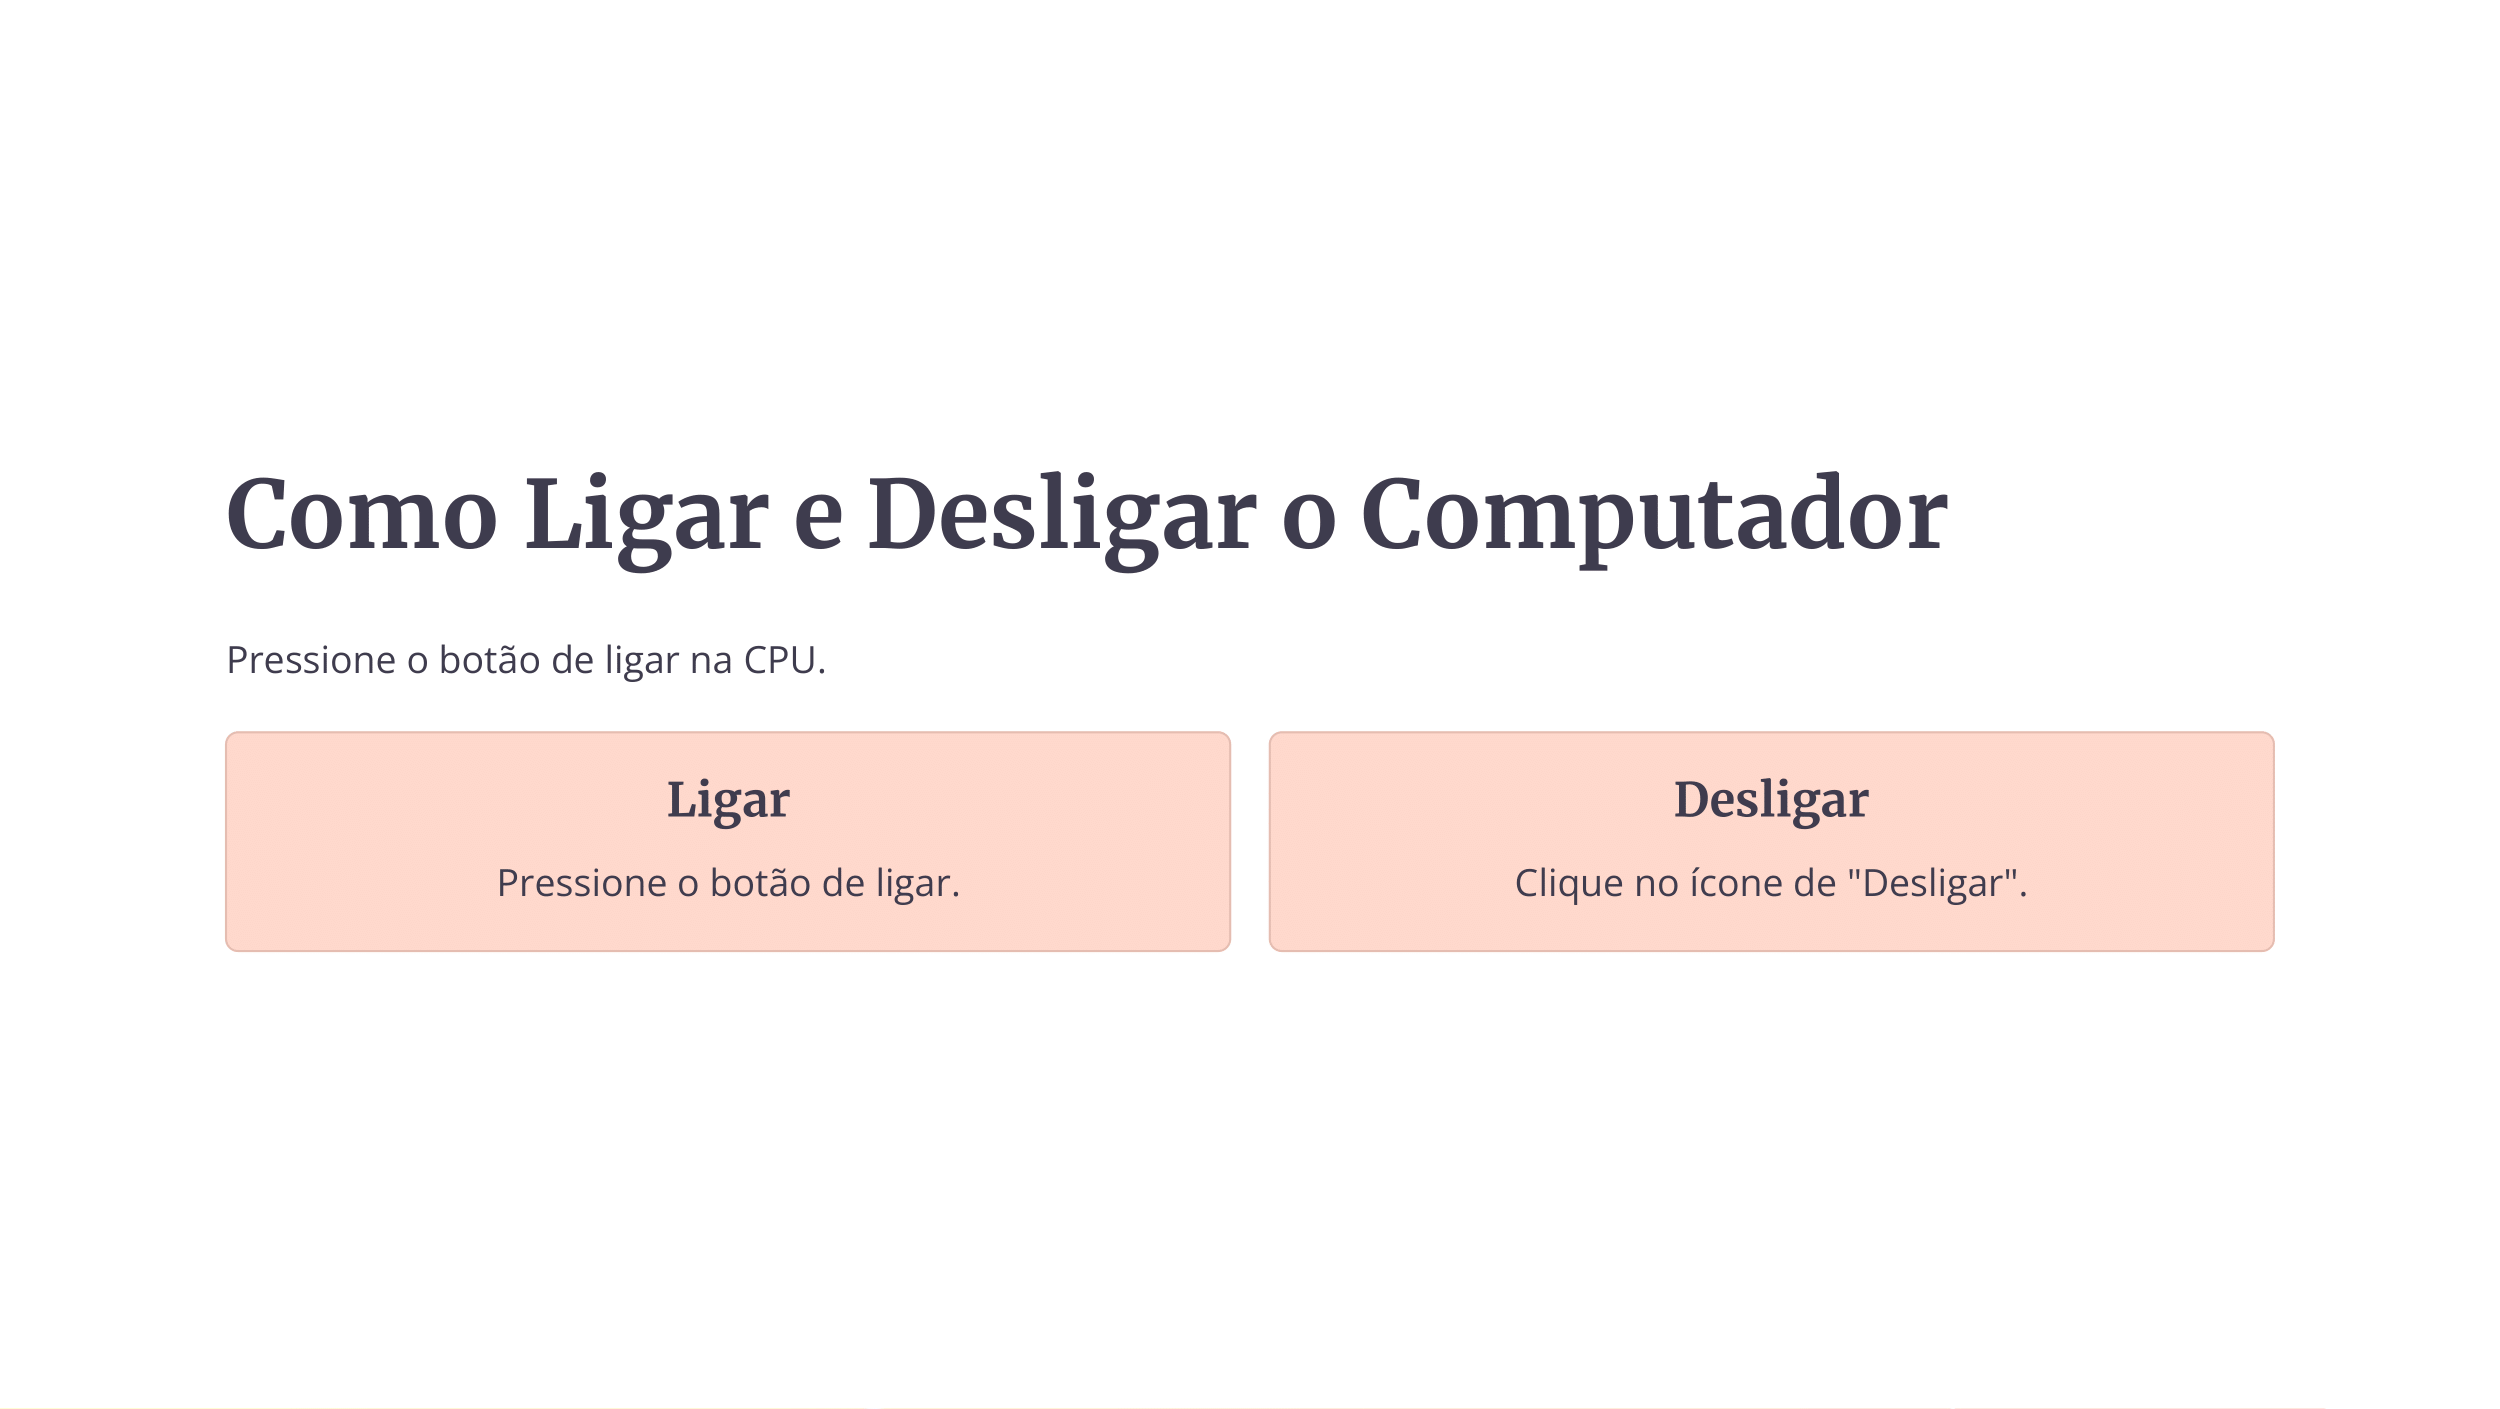 Como Ligar e Desligar o Computador
Pressione o botão de ligar na CPU.
Ligar
Pressione o botão de ligar.
Desligar
Clique no ícone de "Desligar".